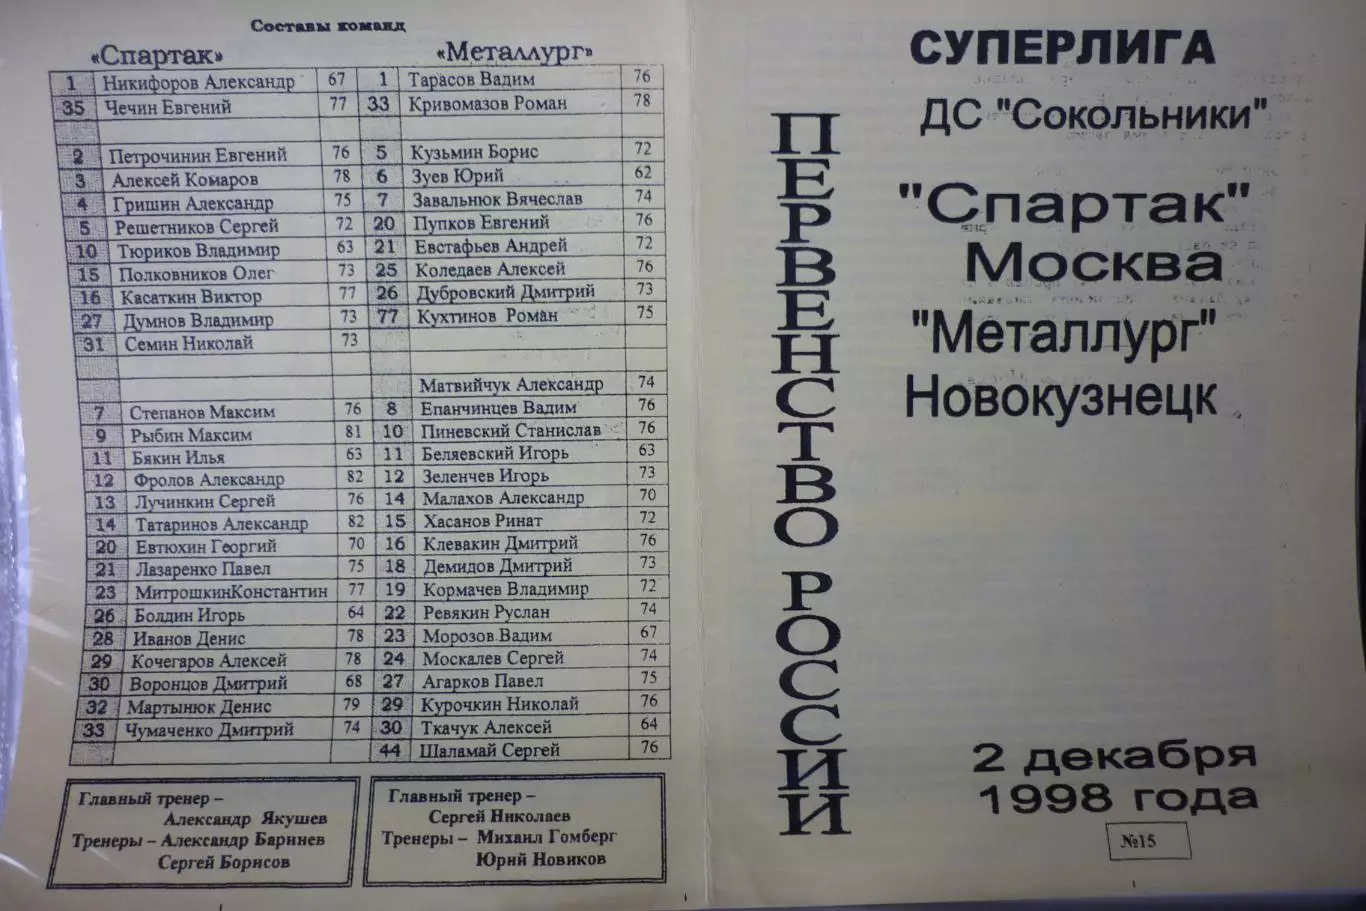 Составы команд
«Спартак» «Металлург»
1 Никифоров Александр 67 1 Тарасов Вадим 76
35 Чечин Евгений 77 33 Кривомазов Роман 78
2 Петрочинин Евгений 76 5 Кузьмин Борис 72
3 Алексей Комаров 78 6 Зуев Юрий 62
4 Гришин Александр 75 7 Завальнюк Вячеслав 74
5 Решетников Сергей 72 20 Пупков Евгений 76
10 Тюриков Владимир 63 21 Евстафьев Андрей 72
15 Полковников Олег 73 25 Коледаев Алексей 76
16 Касаткин Виктор 77 26 Дубровский Дмитрий 73
27 Думнов Владимир 73 77 Кухтинов Роман 75
31 Семин Николай 73
Матвийчук Александр 74
7 Степанов Максим 76 8 Епанчинцев Вадим 76
9 Рыбин Максим 81 10 Пиневский Станислав 76
11 Бякин Илья 63 11 Беляевский Игорь 63
12 Фролов Александр 82 12 Зеленчев Игорь 73
13 Лучинкин Сергей 76 14 Малахов Александр 70
14 Татаринов Александр 82 15 Хасанов Ринат 72
20 Евтюхин Георгий 70 16 Клевакин Дмитрий 76
21 Лазаренко Павел 75 18 Демидов Дмитрий 73
23 МитрошкинКонстантин 77 19 Кормачев Владимир 72
26 Болдин Игорь 64 22 Ревякин Руслан 74
28 Иванов Денис 78 23 Морозов Вадим 67
29 Кочегаров Алексей 78 24 Москалев Сергей 74
30 Воронцов Дмитрий 68 27 Агарков Павел 75
32 Мартынюк Денис 79 29 Курочкин Николай 76
33 Чумаченко Дмитрий 74 30 Ткачук Алексей 64
44 Шаламай Сергей 76
Главный тренер –
Александр Якушев
Тренеры – Александр Баринев
Сергей Борисов
Главный тренер –
Сергей Николаев
Тренеры – Михаил Гомберг
Юрий Новиков
СУПЕРЛИГА
ДС "Сокольники"
ПЕРВЕНСТВО РОССИИ
"Спартак"
Москва
"Металлург"
Новокузнецк
2 декабря
1998 года
№15